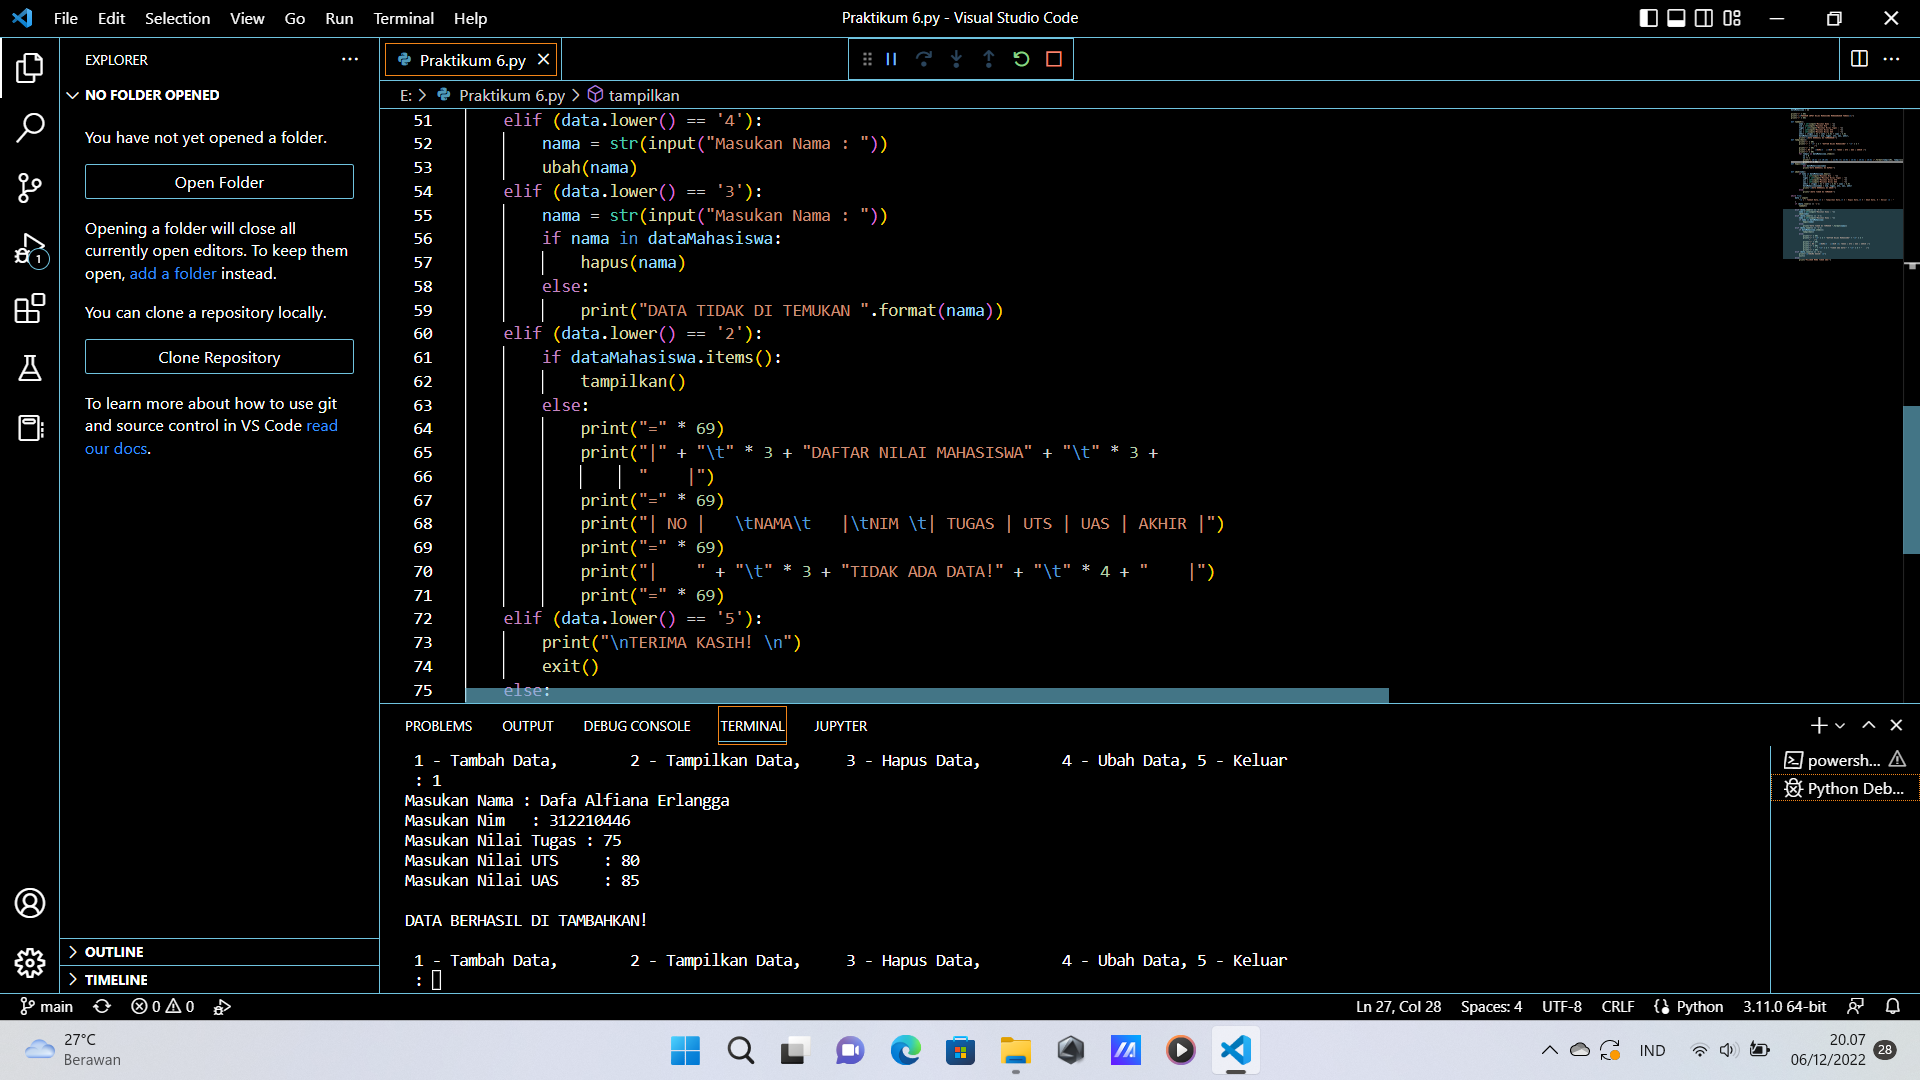 File Edit Selection View Go Run Terminal Help
Praktikum 6.py - Visual Studio Code
EXPLORER
NO FOLDER OPENED
You have not yet opened a folder.
Open Folder
Opening a folder will close all
currently open editors. To keep them
open, add a folder instead.
You can clone a repository locally.
Clone Repository
To learn more about how to use git
and source control in VS Code read
our docs.
OUTLINE
TIMELINE
1
Praktikum 6.py
E: > Praktikum 6.py > tampilkan
51 elif (data.lower() == '4'):
52 nama = str(input("Masukan Nama : "))
53 ubah(nama)
54 elif (data.lower() == '3'):
55 nama = str(input("Masukan Nama : "))
56 if nama in dataMahasiswa:
57 hapus(nama)
58 else:
59 print("DATA TIDAK DI TEMUKAN ".format(nama))
60 elif (data.lower() == '2'):
61 if dataMahasiswa.items():
62 tampilkan()
63 else:
64 print("=" * 69)
65 print("|" + "\t" * 3 + "DAFTAR NILAI MAHASISWA" + "\t" * 3 +
66 "    |")
67 print("=" * 69)
68 print("| NO |   \tNAMA\t   |\tNIM \t| TUGAS | UTS | UAS | AKHIR |")
69 print("=" * 69)
70 print("|    " + "\t" * 3 + "TIDAK ADA DATA!" + "\t" * 4 + "    |")
71 print("=" * 69)
72 elif (data.lower() == '5'):
73 print("\nTERIMA KASIH! \n")
74 exit()
75 else:
PROBLEMS OUTPUT DEBUG CONSOLE TERMINAL JUPYTER
1 - Tambah Data, 2 - Tampilkan Data, 3 - Hapus Data, 4 - Ubah Data, 5 - Keluar
: 1
Masukan Nama : Dafa Alfiana Erlangga
Masukan Nim : 312210446
Masukan Nilai Tugas : 75
Masukan Nilai UTS : 80
Masukan Nilai UAS : 85
DATA BERHASIL DI TAMBAHKAN!
1 - Tambah Data, 2 - Tampilkan Data, 3 - Hapus Data, 4 - Ubah Data, 5 - Keluar
:
powersh...
Python Deb...
main 0 0
Ln 27, Col 28 Spaces: 4 UTF-8 CRLF Python 3.11.0 64-bit
27°C
Berawan
IND
20.07
06/12/2022
28